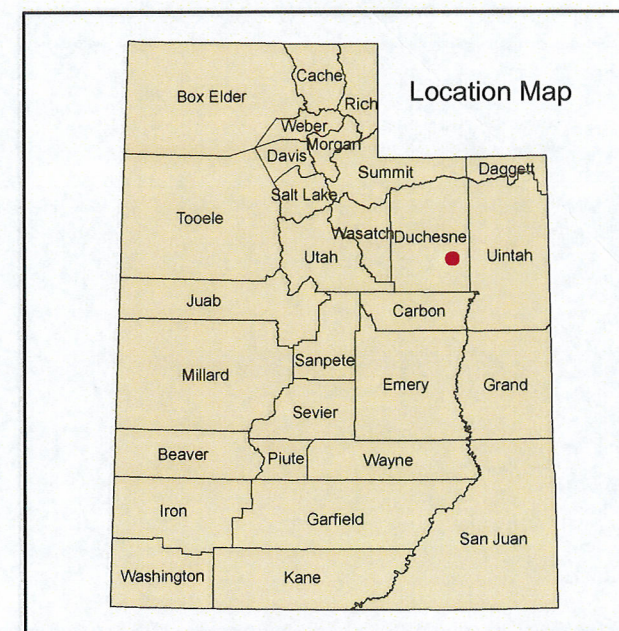 Location Map
Cache
Box Elder
Rich
Weber
Morgan
Davis
Summit
Daggett
Salt Lake
Tooele
Wasatch
Duchesne
Utah
Uintah
Juab
Carbon
Sanpete
Millard
Emery
Grand
Sevier
Beaver
Piute
Wayne
Iron
Garfield
San Juan
Washington
Kane